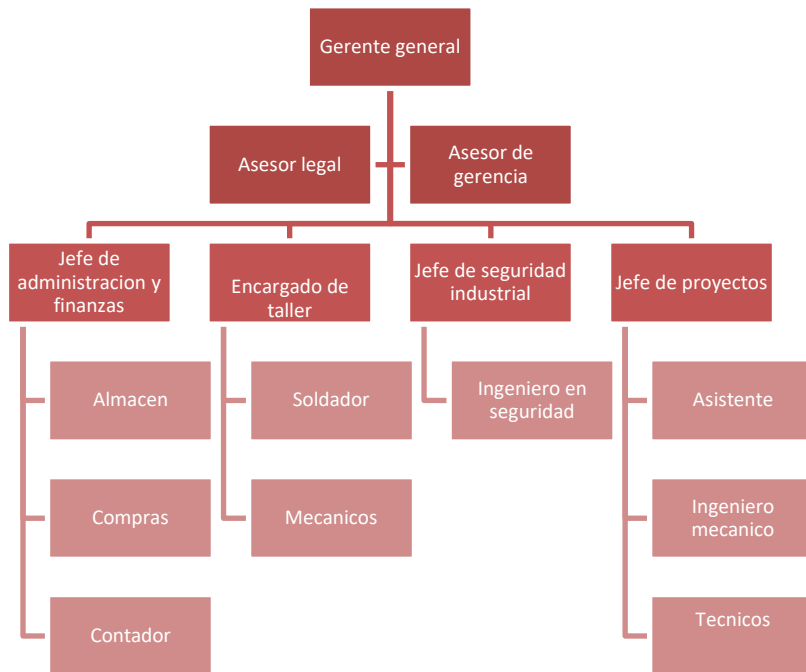 Gerente general
Asesor legal
Asesor de
gerencia
Jefe de
administracion y
finanzas
Encargado de
taller
Jefe de seguridad
industrial
Jefe de proyectos
Almacen
Soldador
Ingeniero en
seguridad
Asistente
Compras
Mecanicos
Ingeniero
mecanico
Contador
Tecnicos